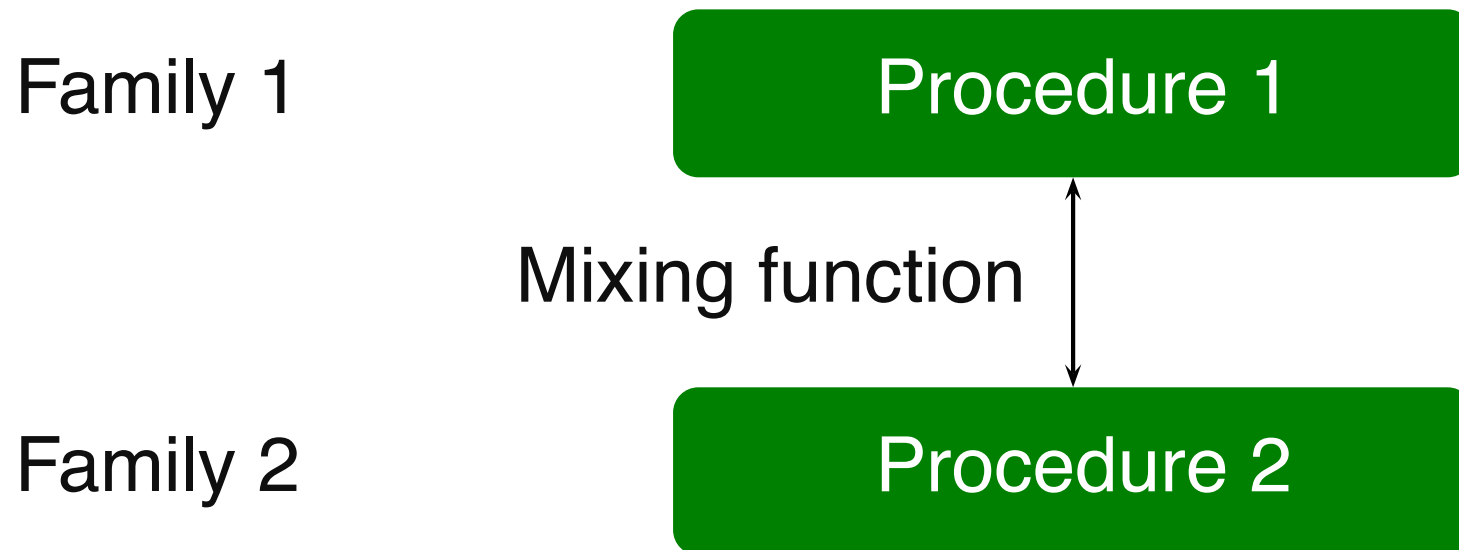 Family 1
Procedure 1
Mixing function
Family 2
Procedure 2